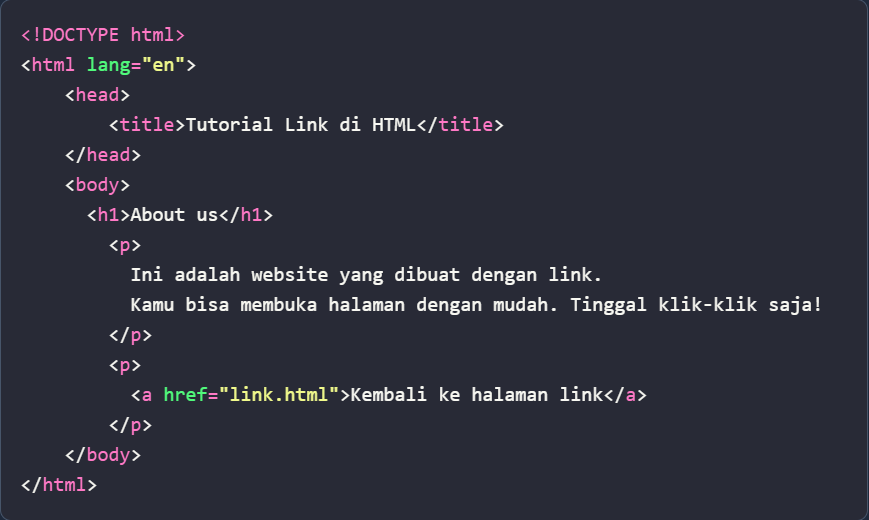 <!DOCTYPE html>
<html lang="en">
    <head>
        <title>Tutorial Link di HTML</title>
    </head>
    <body>
      <h1>About us</h1>
        <p>
          Ini adalah website yang dibuat dengan link.
          Kamu bisa membuka halaman dengan mudah. Tinggal klik-klik saja!
        </p>
        <p>
          <a href="link.html">Kembali ke halaman link</a>
        </p>
    </body>
</html>